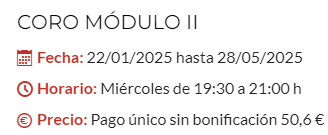 CORO MÓDULO II
Fecha: 22/01/2025 hasta 28/05/2025
Horario: Miércoles de 19:30 a 21:00 h
Precio: Pago único sin bonificación 50,6 €